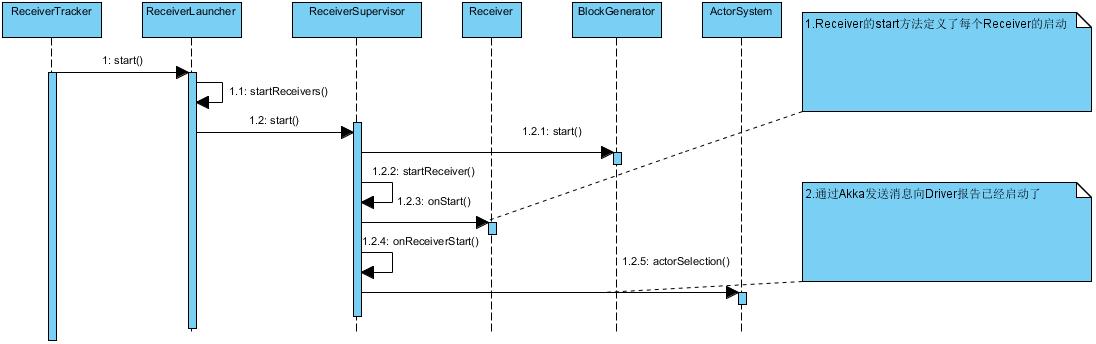 ReceiverTracker
ReceiverLauncher
ReceiverSupervisor
Receiver
BlockGenerator
ActorSystem
1.Receiver的start方法定义了每个Receiver的启动
1: start()
1.1: startReceivers()
1.2: start()
1.2.1: start()
1.2.2: startReceiver()
1.2.3: onStart()
2.通过Akka发送消息向Driver报告已经启动了
1.2.4: onReceiverStart()
1.2.5: actorSelection()